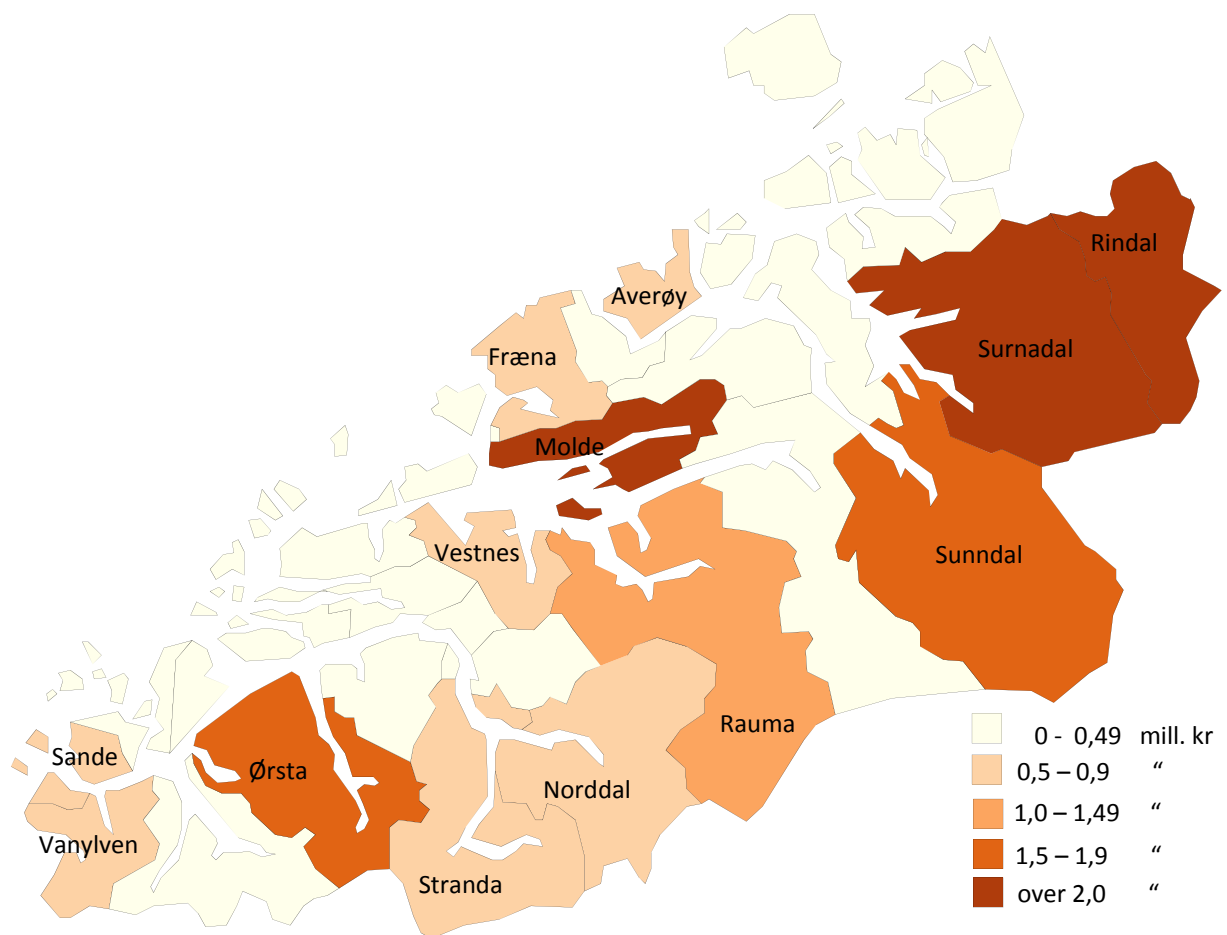 Rindal
Averøy
Surnadal
Fræna
Molde
Vestnes
Sunndal
Rauma
Sande
Ørsta
Norddal
Vanylven
Stranda
0 - 0,49 mill. kr
0,5 – 0,9 “
1,0 – 1,49 “
1,5 – 1,9 “
over 2,0 “